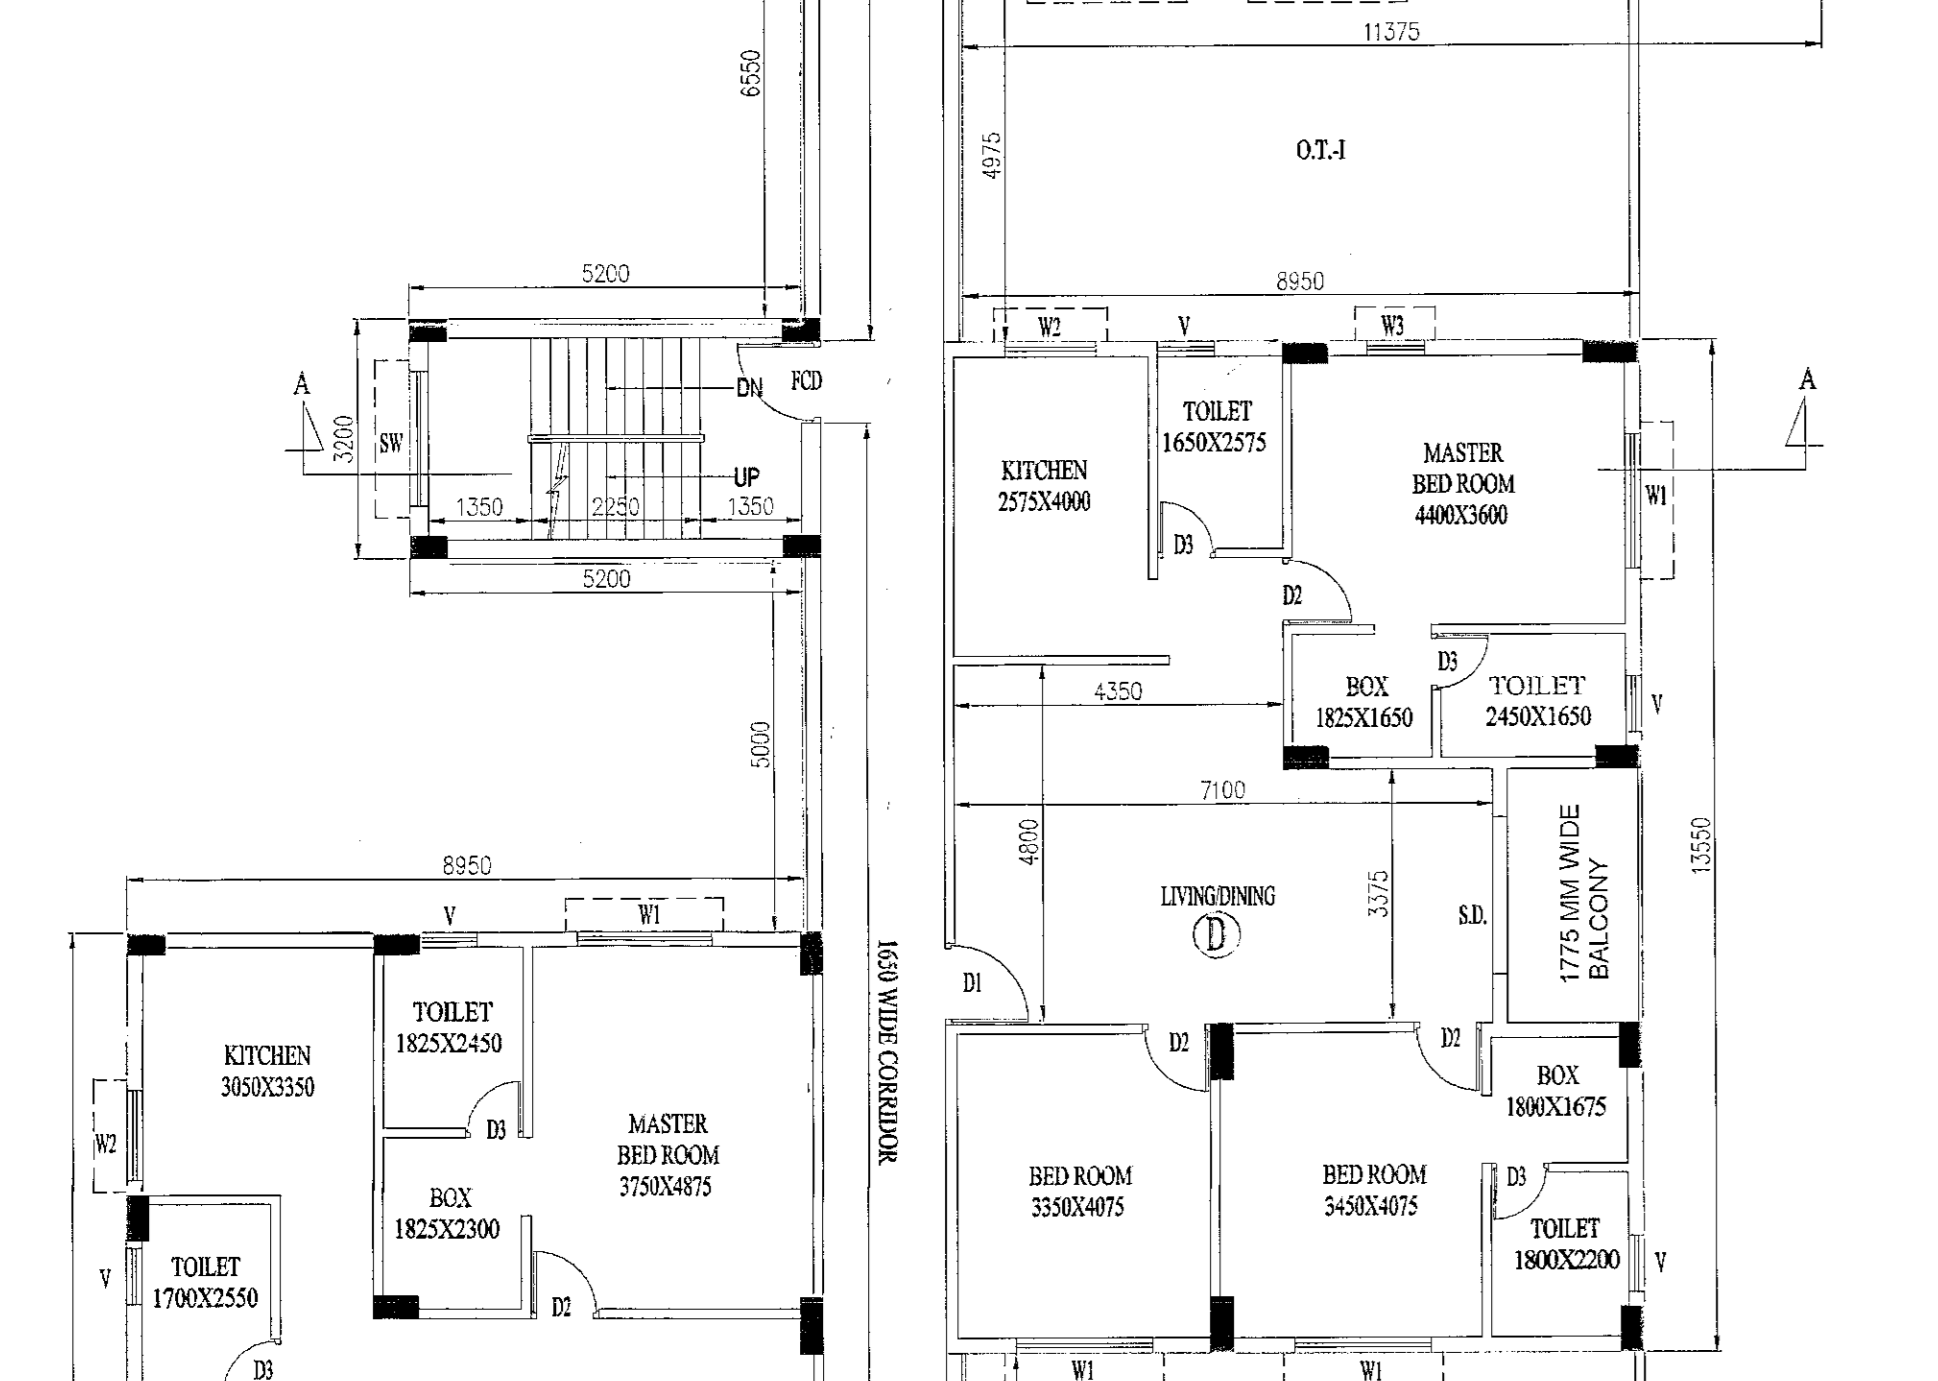 11375
6550
4975
O.T.-I
5200
8950
W2
V
W3
A
DN
FCD
A
SW
3200
UP
1350
2250
1350
5200
TOILET
1650X2575
KITCHEN
2575X4000
MASTER
BED ROOM
4400X3600
W1
D3
D2
D3
BOX
1825X1650
TOILET
2450X1650
V
4350
5000
7100
4800
3375
13550
1775 MM WIDE
BALCONY
LIVING/DINING
D
S.D.
8950
V
W1
D1
1650 WIDE CORRIDOR
TOILET
1825X2450
KITCHEN
3050X3350
D3
W2
MASTER
BED ROOM
3750X4875
BOX
1825X2300
TOILET
1700X2550
V
D2
D3
D2
D2
BOX
1800X1675
BED ROOM
3350X4075
BED ROOM
3450X4075
D3
TOILET
1800X2200
V
W1
W1